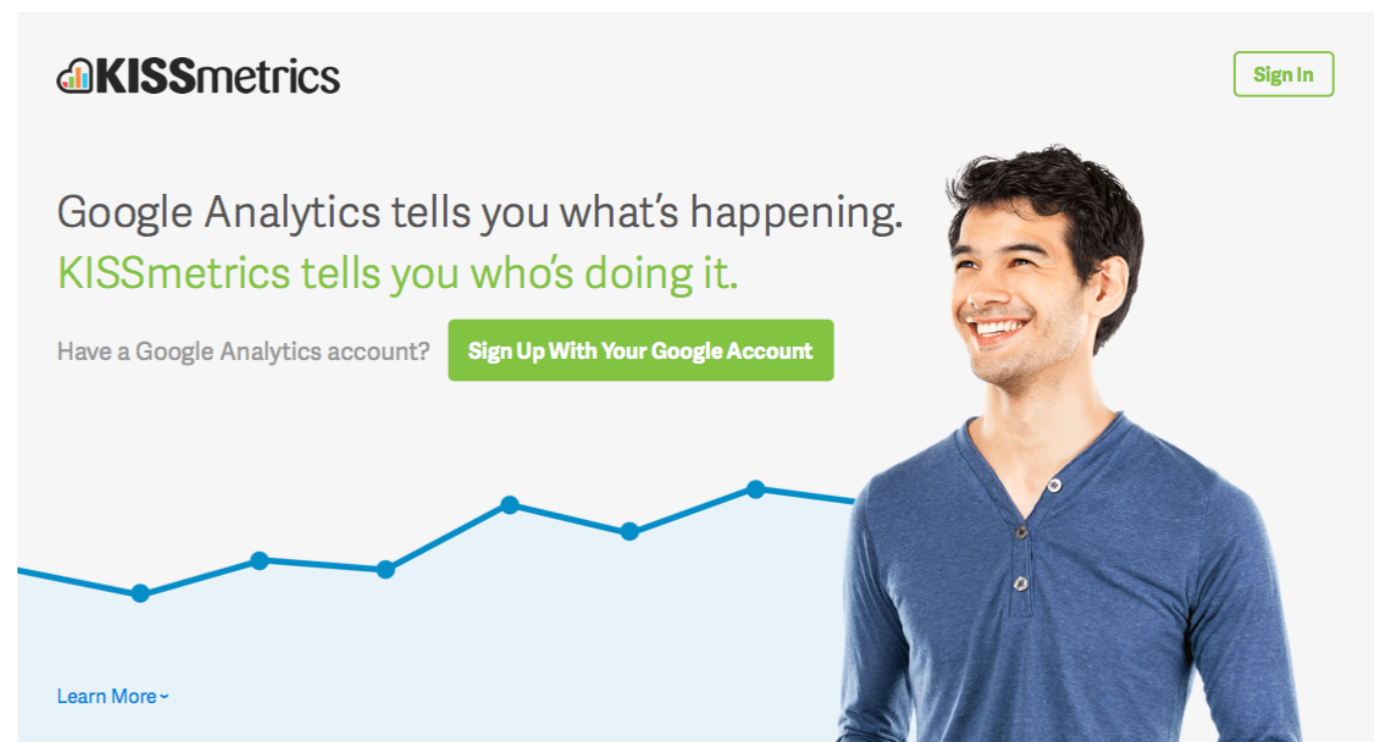 KISSmetrics
Sign In
Google Analytics tells you what's happening.
KISSmetrics tells you who's doing it.
Have a Google Analytics account?
Sign Up With Your Google Account
Learn More